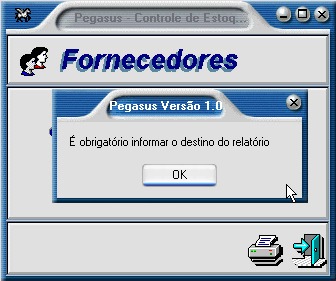 Pegasus - Controle de Estoq...
Fornecedores
Pegasus Versão 1.0
É obrigatório informar o destino do relatório
OK